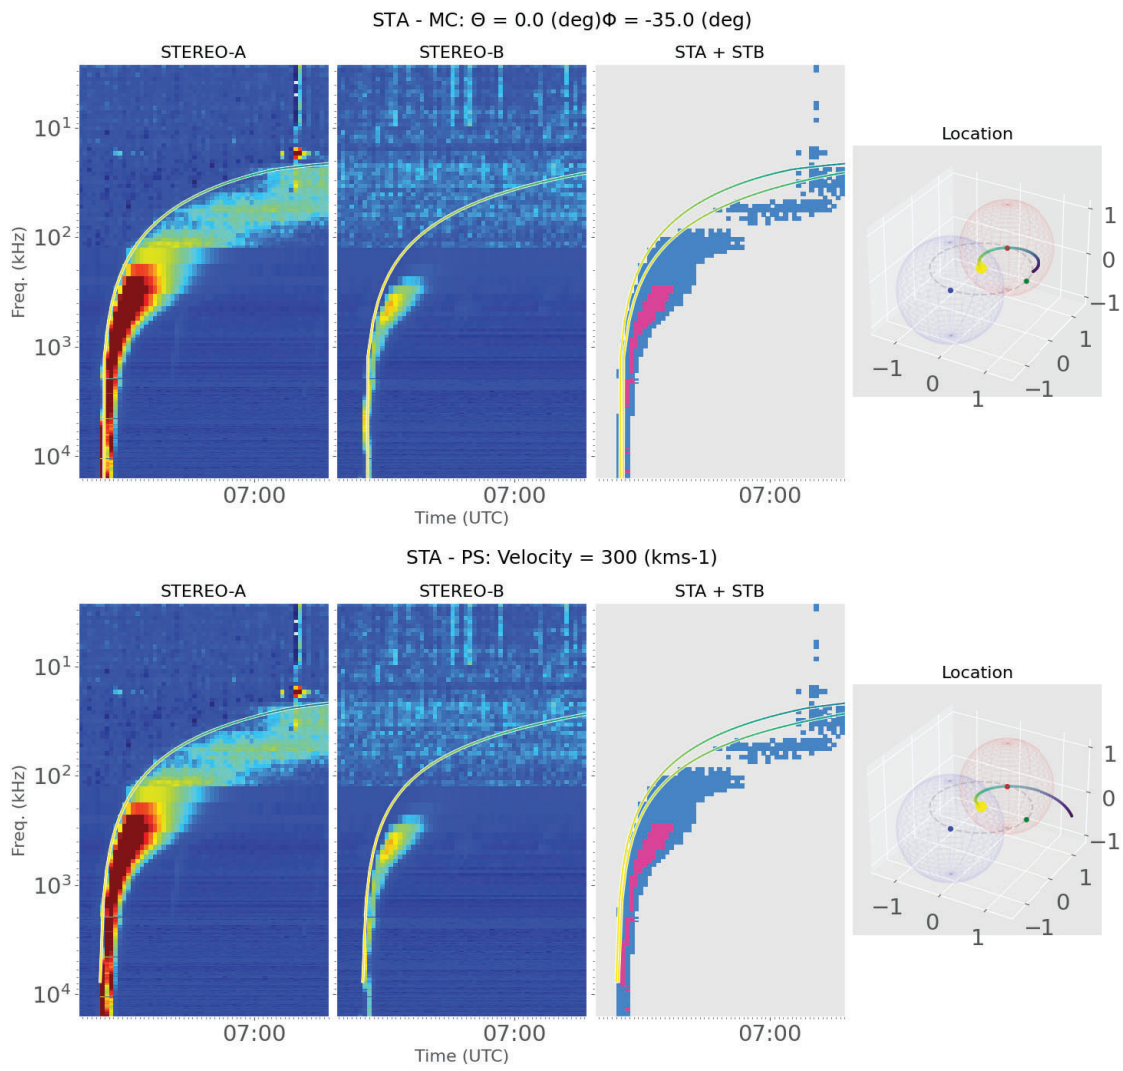 STA - MC: Θ = 0.0 (deg)Φ = -35.0 (deg)
STEREO-A
STEREO-B
STA + STB
Location
Freq. (kHz)
10¹
10²
10³
10⁴
07:00
07:00
07:00
Time (UTC)
−1
0
1
−1
0
1
−1
0
1
STA - PS: Velocity = 300 (kms-1)
STEREO-A
STEREO-B
STA + STB
Location
Freq. (kHz)
10¹
10²
10³
10⁴
07:00
07:00
07:00
Time (UTC)
−1
0
1
−1
0
1
−1
0
1